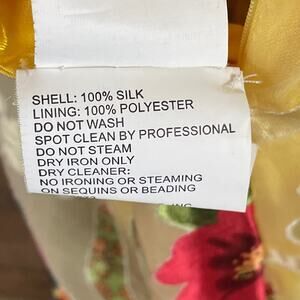 SHELL: 100% SILK
LINING: 100% POLYESTER
DO NOT WASH
SPOT CLEAN BY PROFESSIONAL
DO NOT STEAM
DRY IRON ONLY
DRY CLEANER:
NO IRONING OR STEAMING
ON SEQUINS OR BEADING